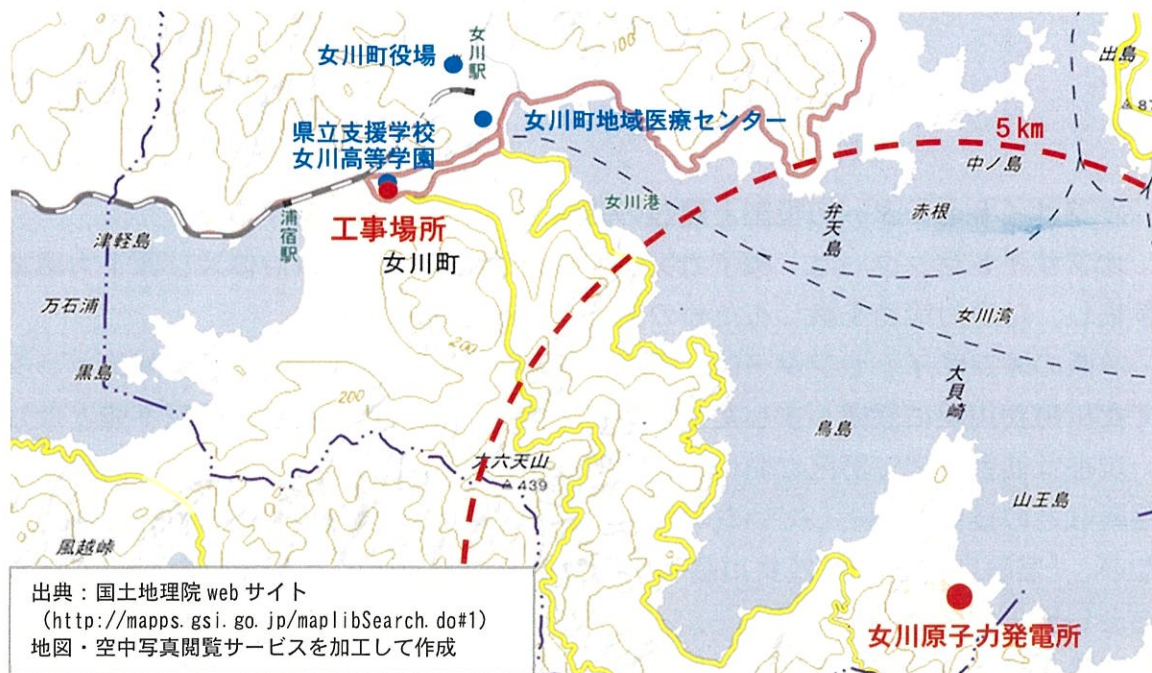 女川町役場
女川駅
100
出島
87
県立支援学校
女川高等学園
女川町地域医療センター
5km
中ノ島
工事場所
女川港
弁天島
赤根
浦宿駅
津軽島
女川町
万石浦
女川湾
200
黒島
200
大貝崎
鳥島
大六天山
439
山王島
風越峠
出典：国土地理院webサイト
（http://mapps.gsi.go.jp/maplibSearch.do#1）
地図・空中写真閲覧サービスを加工して作成
女川原子力発電所